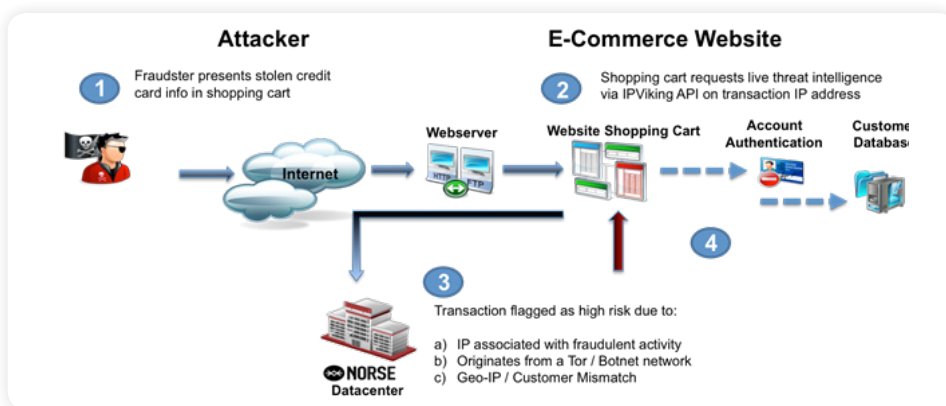 Attacker
E-Commerce Website
1
Fraudster presents stolen credit
card info in shopping cart
2
Shopping cart requests live threat intelligence
via IPViking API on transaction IP address
Internet
Webserver
HTTP
FTP
Website Shopping Cart
Account
Authentication
Custome
Database
4
3
Transaction flagged as high risk due to:
a) IP associated with fraudulent activity
b) Originates from a Tor / Botnet network
c) Geo-IP / Customer Mismatch
NORSE
Datacenter